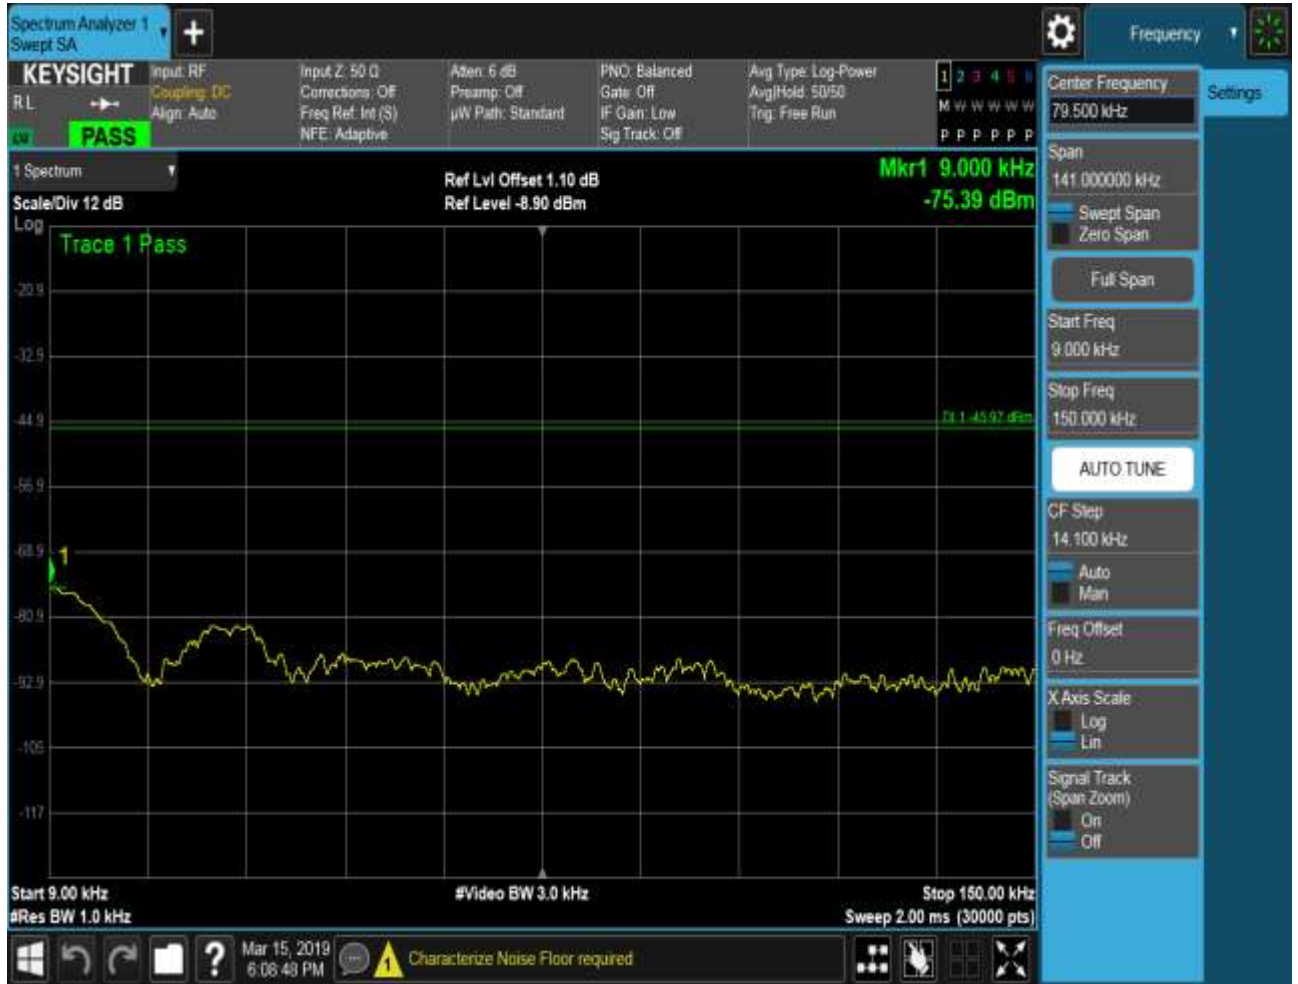 Spectrum Analyzer 1
Swept SA
+
Frequency
KEYSIGHT
R L
PASS
Input: RF
Coupling: DC
Align: Auto
Input Z: 50 Ω
Corrections: Off
Freq Ref: Int (S)
NFE: Adaptive
Atten: 6 dB
Preamp: Off
µW Path: Standard
PNO: Balanced
Gate: Off
IF Gain: Low
Sig Track: Off
Avg Type: Log-Power
Avg|Hold: 50/50
Trig: Free Run
1 2 3 4 5 6
M W W W W W
P P P P P P
1 Spectrum
Scale/Div 12 dB
Ref Lvl Offset 1.10 dB
Ref Level -8.90 dBm
Mkr1 9.000 kHz
-75.39 dBm
Log
Trace 1 Pass
-20.9
-32.9
-44.9
DL1 -45.97 dBm
-56.9
-68.9
1
-80.9
-92.9
-105
-117
Start 9.00 kHz
#Res BW 1.0 kHz
#Video BW 3.0 kHz
Stop 150.00 kHz
Sweep 2.00 ms (30000 pts)
Center Frequency
79.500 kHz
Settings
Span
141.000000 kHz
Swept Span
Zero Span
Full Span
Start Freq
9.000 kHz
Stop Freq
150.000 kHz
AUTO TUNE
CF Step
14.100 kHz
Auto
Man
Freq Offset
0 Hz
X Axis Scale
Log
Lin
Signal Track
(Span Zoom)
On
Off
?
Mar 15, 2019
6:08:48 PM
1
Characterize Noise Floor required